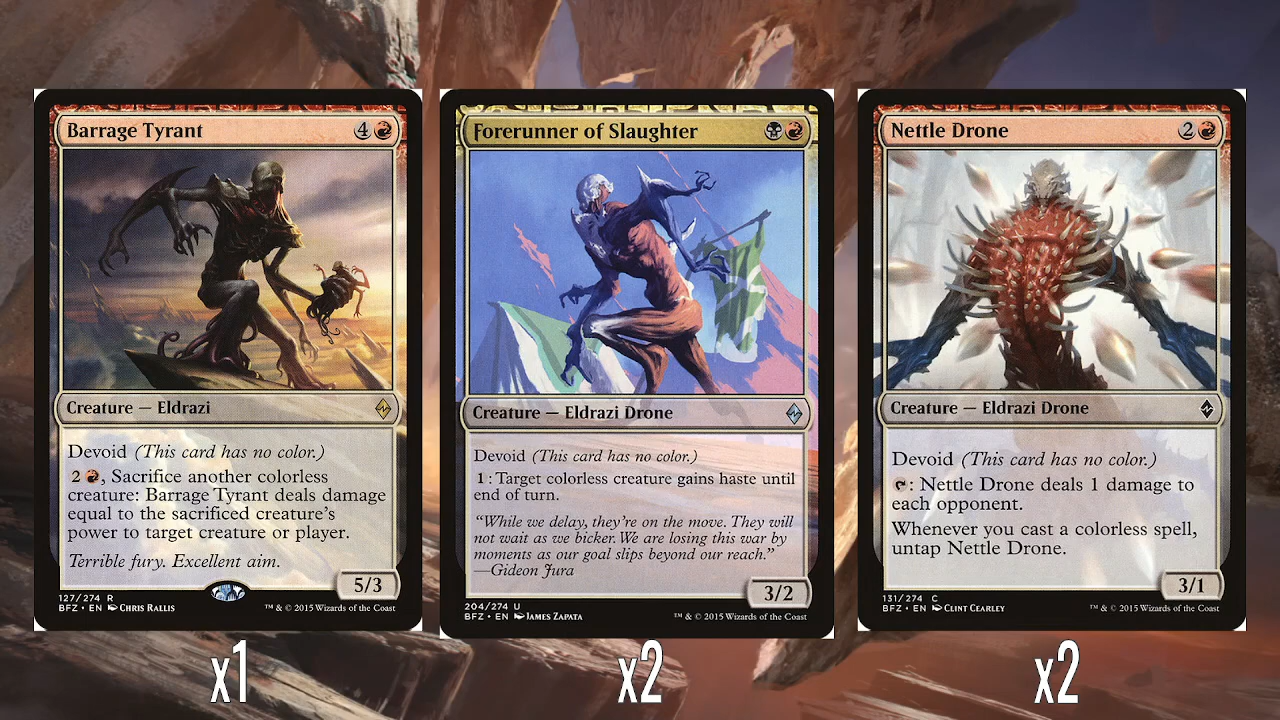 Barrage Tyrant 4
Creature — Eldrazi
Devoid (This card has no color.)
2 , Sacrifice another colorless
creature: Barrage Tyrant deals damage
equal to the sacrificed creature's
power to target creature or player.
Terrible fury. Excellent aim.
5/3
127/274 R
BFZ • EN CHRIS RALLIS
™ & © 2015 Wizards of the Coast
x1
Forerunner of Slaughter
Creature — Eldrazi Drone
Devoid (This card has no color.)
1: Target colorless creature gains haste until
end of turn.
"While we delay, they're on the move. They will
not wait as we bicker. We are losing this war by
moments as our goal slips beyond our reach."
—Gideon Jura
3/2
204/274 U
BFZ • EN JAMES ZAPATA
™ & © 2015 Wizards of the Coast
x2
Nettle Drone 2
Creature — Eldrazi Drone
Devoid (This card has no color.)
: Nettle Drone deals 1 damage to
each opponent.
Whenever you cast a colorless spell,
untap Nettle Drone.
3/1
131/274 C
BFZ • EN CLINT CEARLEY
™ & © 2015 Wizards of the Coast
x2